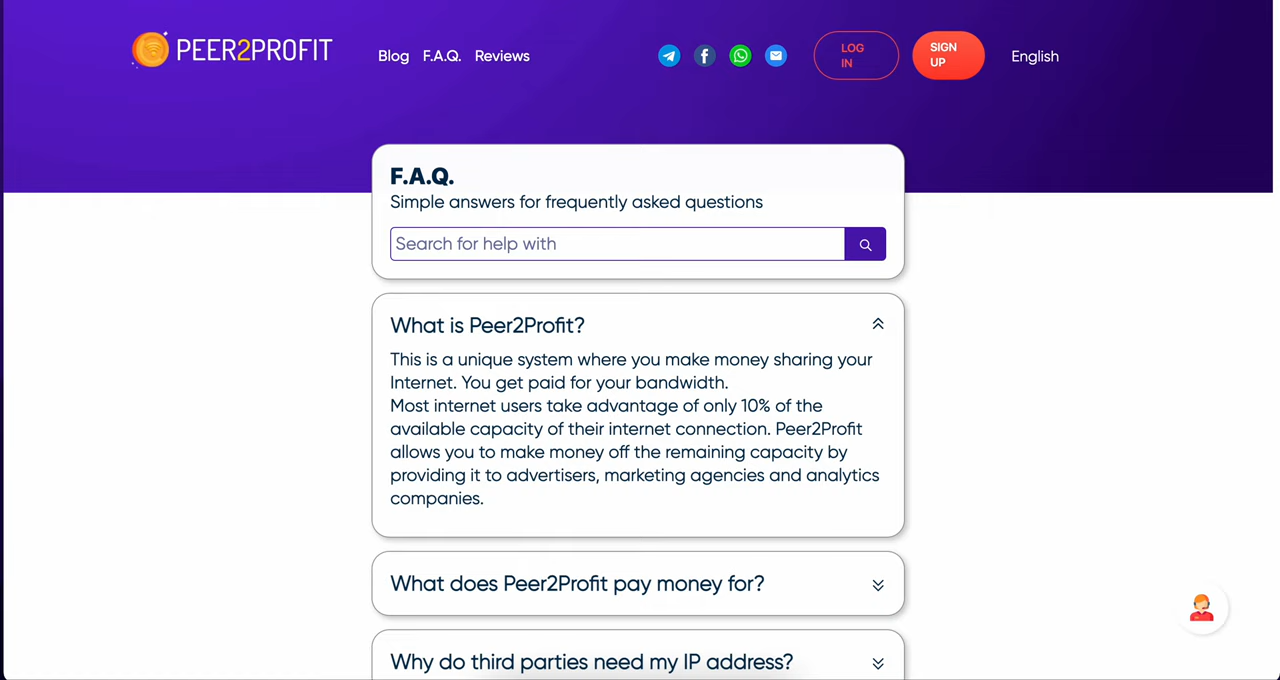 PEER2PROFIT
Blog F.A.Q. Reviews
LOG
IN
SIGN
UP
English
F.A.Q.
Simple answers for frequently asked questions
Search for help with
What is Peer2Profit?
This is a unique system where you make money sharing your
Internet. You get paid for your bandwidth.
Most internet users take advantage of only 10% of the
available capacity of their internet connection. Peer2Profit
allows you to make money off the remaining capacity by
providing it to advertisers, marketing agencies and analytics
companies.
What does Peer2Profit pay money for?
Why do third parties need my IP address?